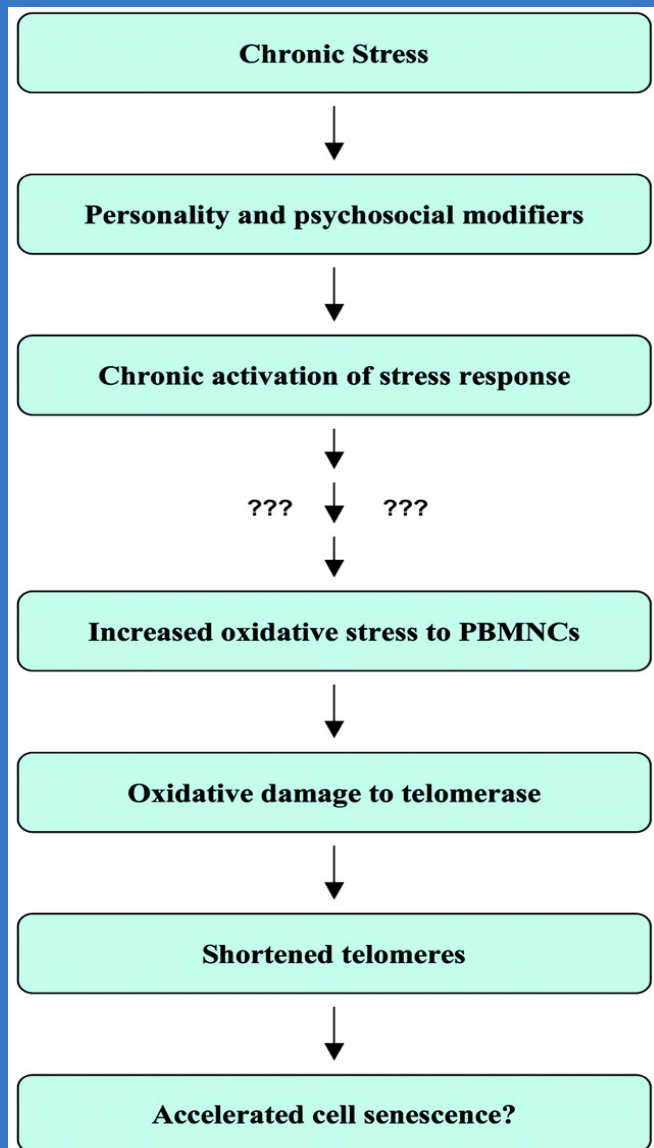 Chronic Stress
Personality and psychosocial modifiers
Chronic activation of stress response
??? ???
Increased oxidative stress to PBMNCs
Oxidative damage to telomerase
Shortened telomeres
Accelerated cell senescence?